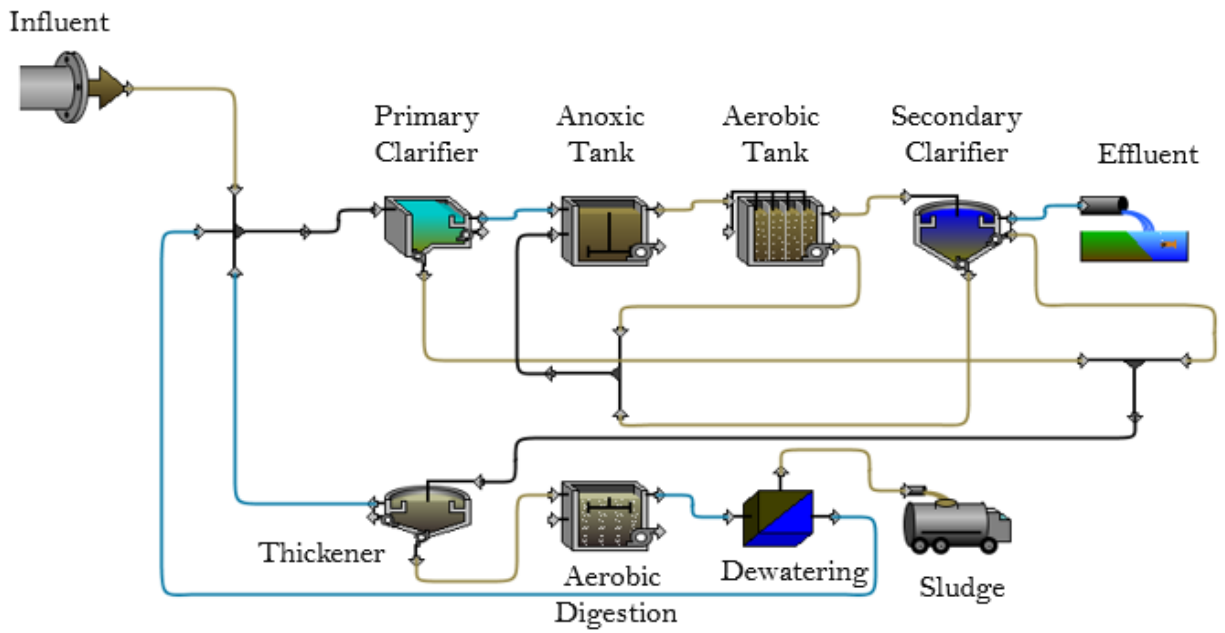 Influent
Primary
Clarifier
Anoxic
Tank
Aerobic
Tank
Secondary
Clarifier
Effluent
Thickener
Aerobic
Digestion
Dewatering
Sludge